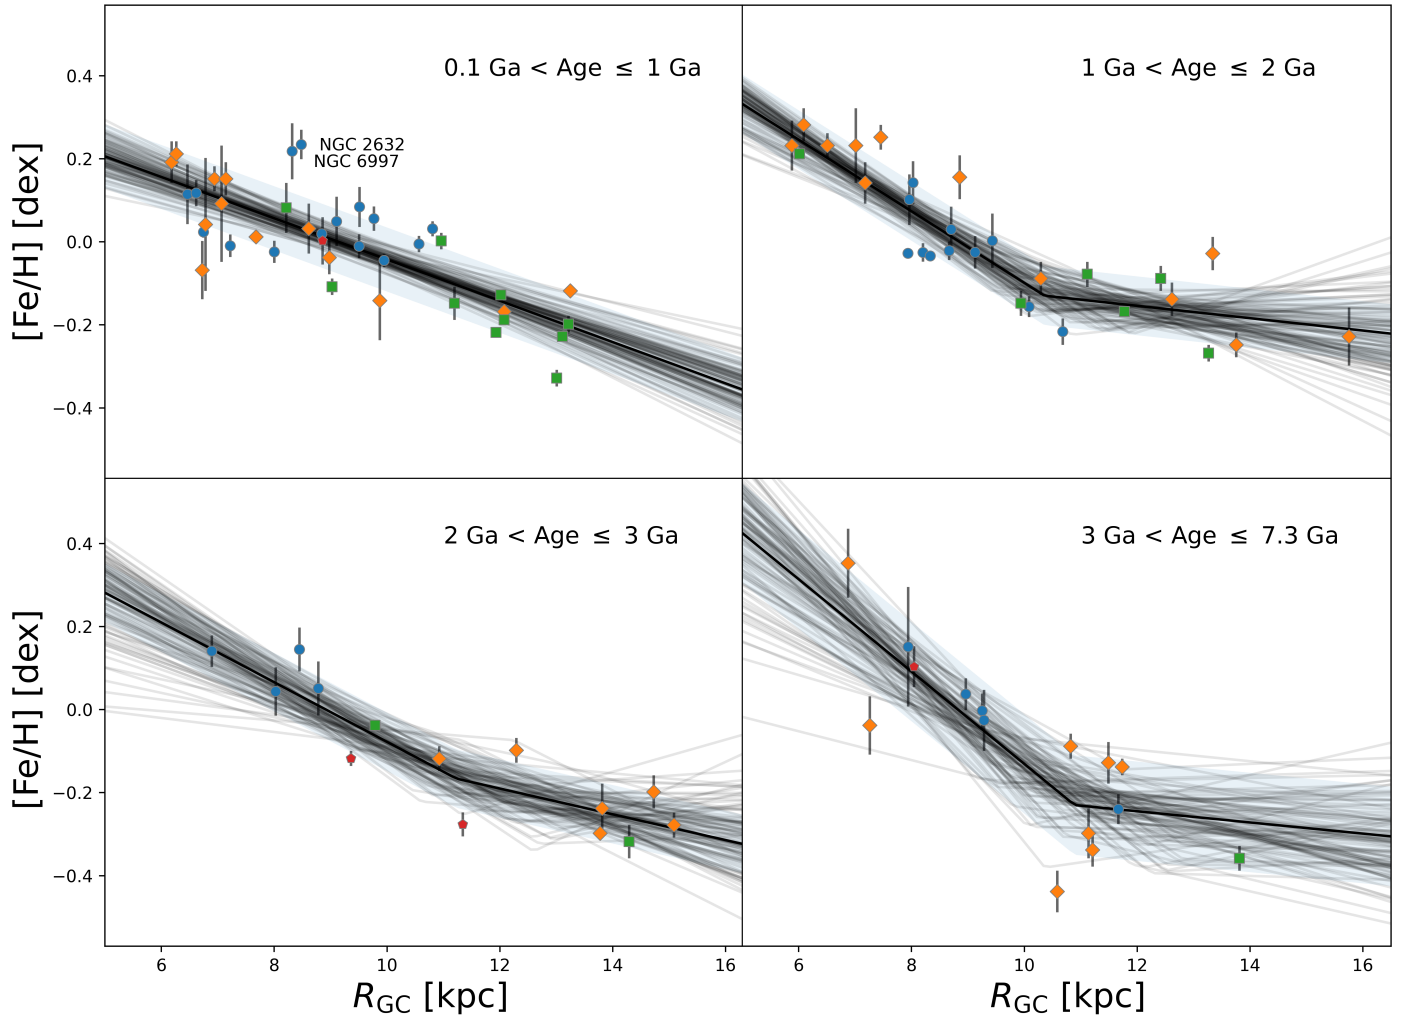 0.1 Ga < Age ≤ 1 Ga
1 Ga < Age ≤ 2 Ga
0.4
0.2
0.0
−0.2
−0.4
[Fe/H] [dex]
NGC 2632
NGC 6997
2 Ga < Age ≤ 3 Ga
3 Ga < Age ≤ 7.3 Ga
0.4
0.2
0.0
−0.2
−0.4
[Fe/H] [dex]
6 8 10 12 14 6 8 10 12 14 16
R_GC [kpc] R_GC [kpc]